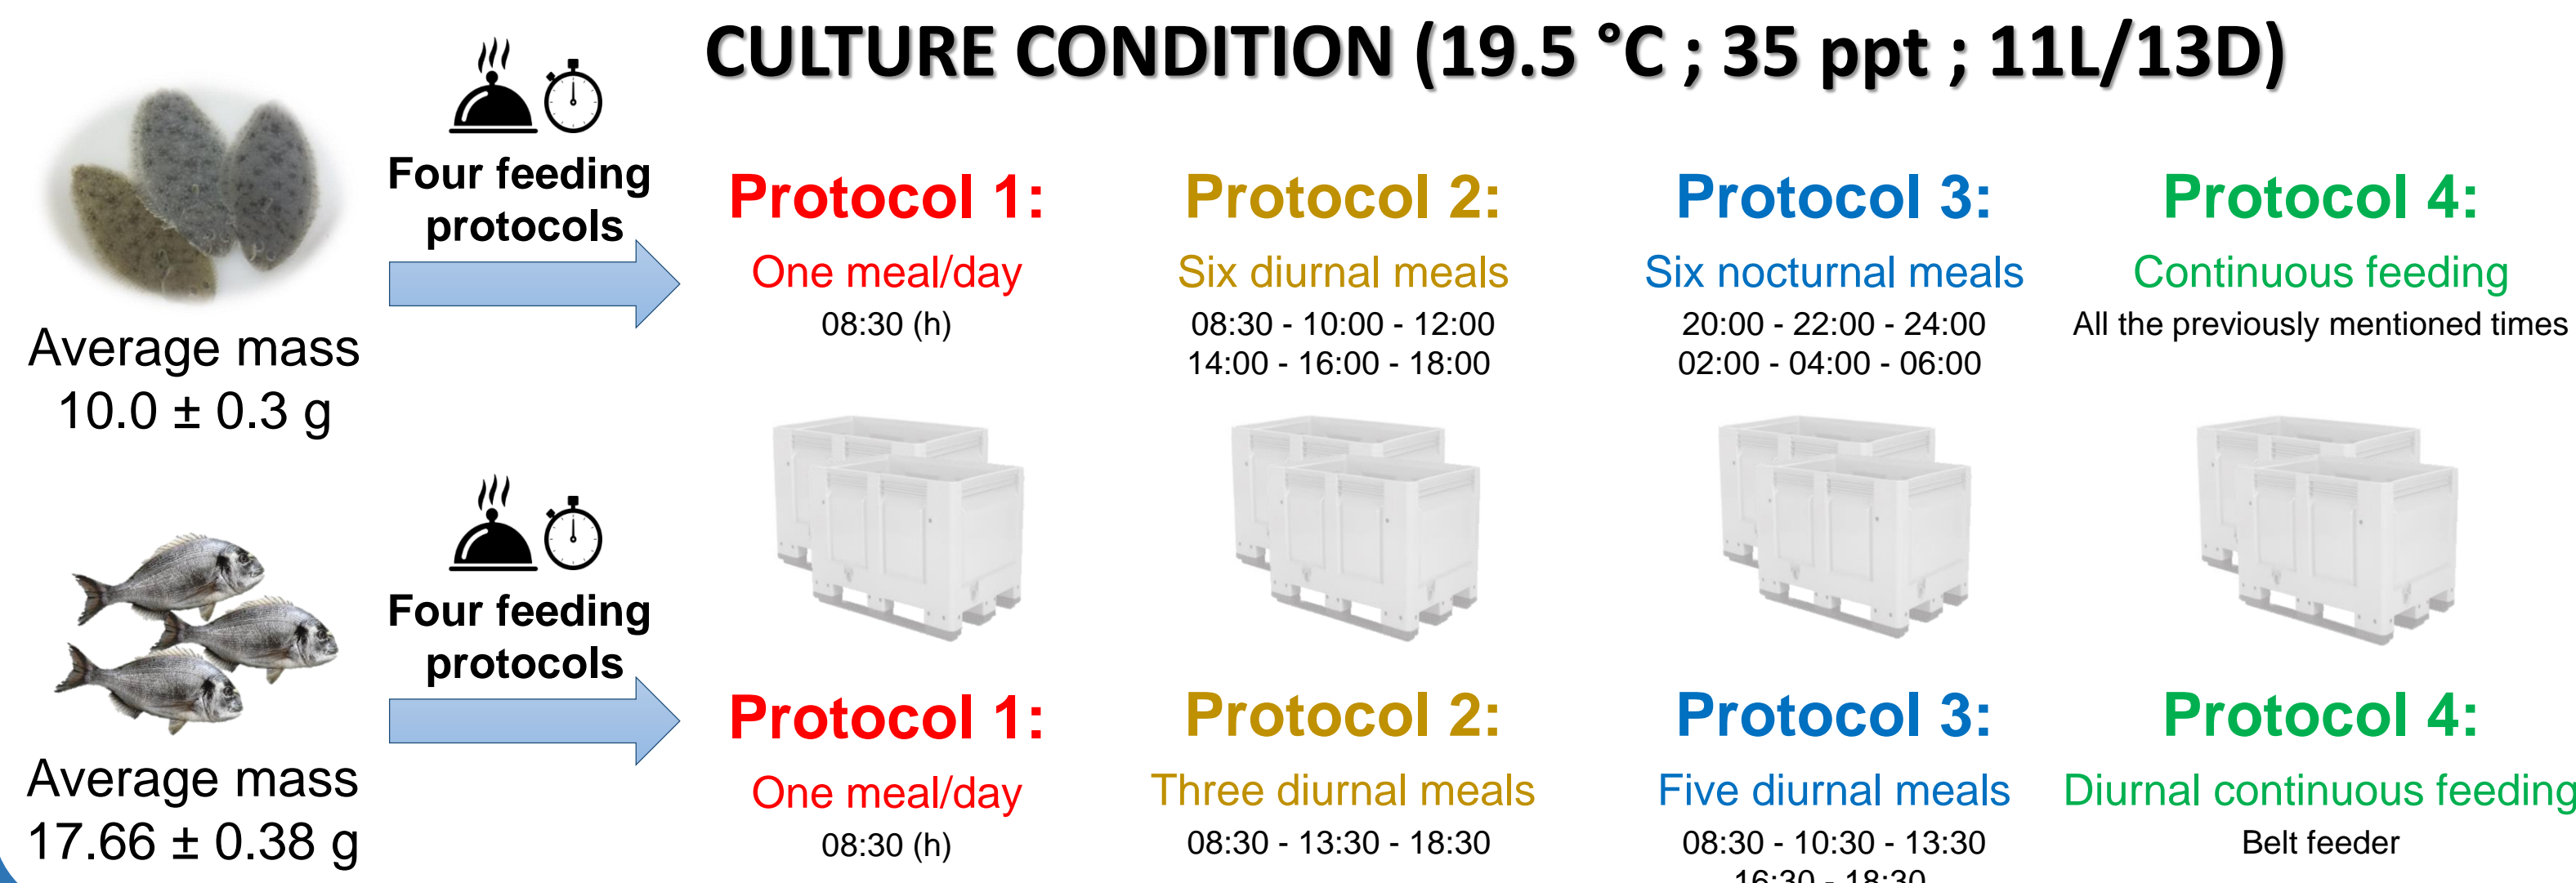 CULTURE CONDITION (19.5 °C ; 35 ppt ; 11L/13D)
Four feeding
protocols
Average mass
10.0 ± 0.3 g
Protocol 1:
One meal/day
08:30 (h)
Protocol 2:
Six diurnal meals
08:30 - 10:00 - 12:00
14:00 - 16:00 - 18:00
Protocol 3:
Six nocturnal meals
20:00 - 22:00 - 24:00
02:00 - 04:00 - 06:00
Protocol 4:
Continuous feeding
All the previously mentioned times
Four feeding
protocols
Average mass
17.66 ± 0.38 g
Protocol 1:
One meal/day
08:30 (h)
Protocol 2:
Three diurnal meals
08:30 - 13:30 - 18:30
Protocol 3:
Five diurnal meals
08:30 - 10:30 - 13:30
16:30 - 18:30
Protocol 4:
Diurnal continuous feeding
Belt feeder